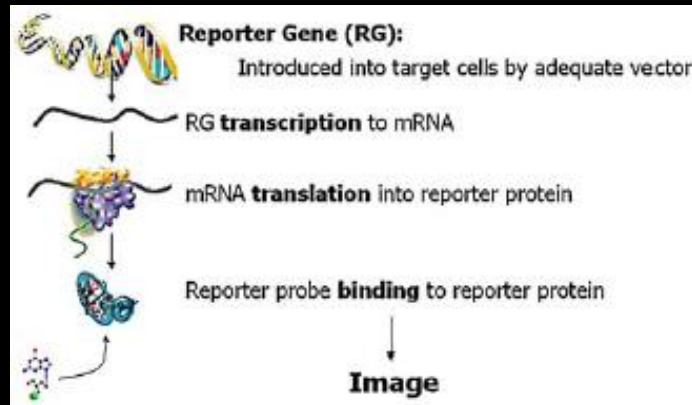 Reporter Gene (RG):
Introduced into target cells by adequate vector
RG transcription to mRNA
mRNA translation into reporter protein
Reporter probe binding to reporter protein
Image